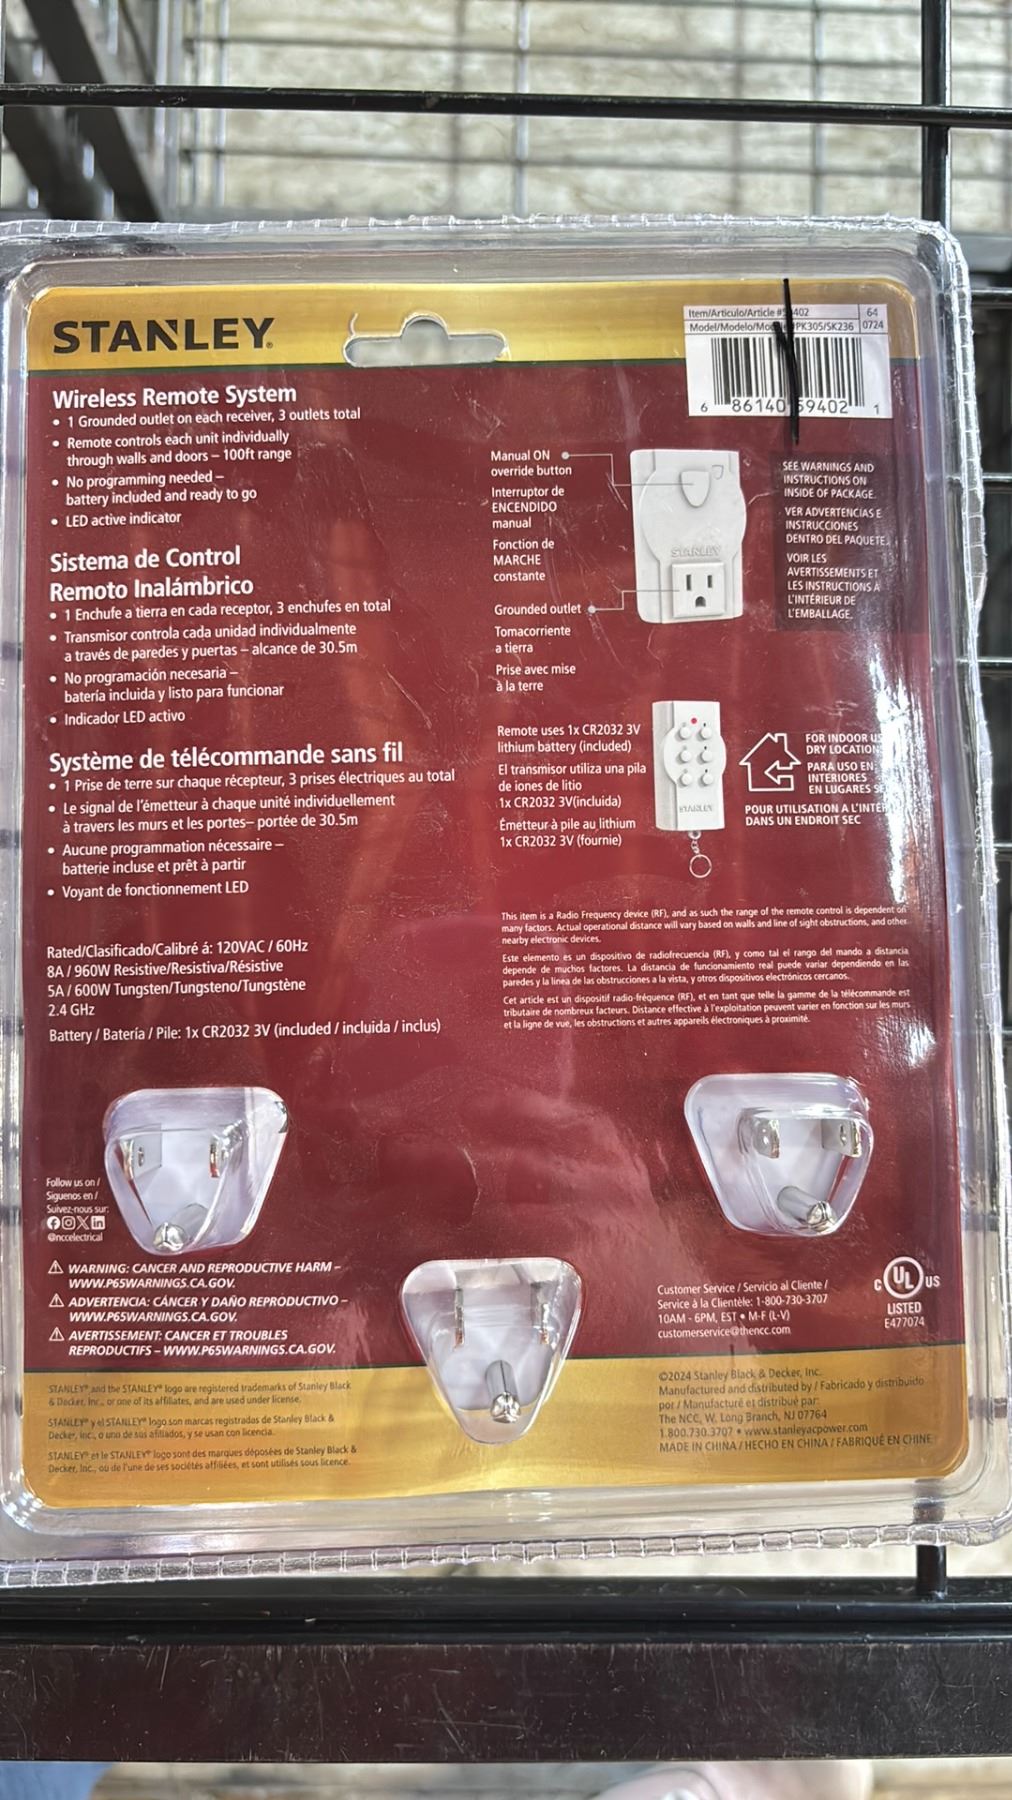 STANLEY®
Item/Articulo/Article #5 402
64
Model/Modelo/Mo PK305/SK236
0724
6 86140 59402 1
Wireless Remote System
• 1 Grounded outlet on each receiver, 3 outlets total
• Remote controls each unit individually
through walls and doors – 100ft range
• No programming needed –
battery included and ready to go
• LED active indicator
Sistema de Control
Remoto Inalámbrico
• 1 Enchufe a tierra en cada receptor, 3 enchufes en total
• Transmisor controla cada unidad individualmente
a través de paredes y puertas – alcance de 30.5m
• No programación necesaria –
batería incluida y listo para funcionar
• Indicador LED activo
Système de télécommande sans fil
• 1 Prise de terre sur chaque récepteur, 3 prises électriques au total
• Le signal de l'émetteur à chaque unité individuellement
à travers les murs et les portes– portée de 30.5m
• Aucune programmation nécessaire –
batterie incluse et prêt à partir
• Voyant de fonctionnement LED
Rated/Clasificado/Calibré á: 120VAC / 60Hz
8A / 960W Resistive/Resistiva/Résistive
5A / 600W Tungsten/Tungsteno/Tungstène
2.4 GHz
Battery / Batería / Pile: 1x CR2032 3V (included / incluida / inclus)
Manual ON
override button
Interruptor de
ENCENDIDO
manual
Fonction de
MARCHE
constante
Grounded outlet
Tomacorriente
a tierra
Prise avec mise
à la terre
STANLEY
SEE WARNINGS AND
INSTRUCTIONS ON
INSIDE OF PACKAGE.
VER ADVERTENCIAS E
INSTRUCCIONES
DENTRO DEL PAQUETE.
VOIR LES
AVERTISSEMENTS ET
LES INSTRUCTIONS À
L'INTÉRIEUR DE
L'EMBALLAGE.
Remote uses 1x CR2032 3V
lithium battery (included)
El transmisor utiliza una pila
de iones de litio
1x CR2032 3V(incluida)
Émetteur à pile au lithium
1x CR2032 3V (fournie)
STANLEY
FOR INDOOR US
DRY LOCATION
PARA USO EN
INTERIORES
EN LUGARES SE
POUR UTILISATION A L'INTÉR
DANS UN ENDROIT SEC
This item is a Radio Frequency device (RF), and as such the range of the remote control is dependent on
many factors. Actual operational distance will vary based on walls and line of sight obstructions, and other
nearby electronic devices.
Este elemento es un dispositivo de radiofrecuencia (RF), y como tal el rango del mando a distancia
depende de muchos factores. La distancia de funcionamiento real puede variar dependiendo en las
paredes y la linea de las obstrucciones a la vista, y otros dispositivos electrónicos cercanos.
Cet article est un dispositif radio-fréquence (RF), et en tant que telle la gamme de la télécommande est
tributaire de nombreux facteurs. Distance effective à l'exploitation peuvent varier en fonction sur les murs
et la ligne de vue, les obstructions et autres appareils électroniques à proximité.
Follow us on /
Siguenos en /
Suivez-nous sur:
@nccelectrical
⚠ WARNING: CANCER AND REPRODUCTIVE HARM –
WWW.P65WARNINGS.CA.GOV.
⚠ ADVERTENCIA: CÁNCER Y DAÑO REPRODUCTIVO –
WWW.P65WARNINGS.CA.GOV.
⚠ AVERTISSEMENT: CANCER ET TROUBLES
REPRODUCTIFS – WWW.P65WARNINGS.CA.GOV.
Customer Service / Servicio al Cliente /
Service à la Clientèle: 1-800-730-3707
10AM - 6PM, EST • M-F (L-V)
customerservice@thencc.com
C UL US
LISTED
E477074
STANLEY® and the STANLEY® logo are registered trademarks of Stanley Black
& Decker, Inc., or one of its affiliates, and are used under license.
STANLEY® y el STANLEY® logo son marcas registradas de Stanley Black &
Decker, Inc., o uno de sus afiliados, y se usan con licencia.
STANLEY® et le STANLEY® logo sont des marques déposées de Stanley Black &
Decker, Inc., ou de l'une de ses sociétés affiliées, et sont utilisés sous licence.
©2024 Stanley Black & Decker, Inc.
Manufactured and distributed by / Fabricado y distribuido
por / Manufacturé et distribué par:
The NCC, W. Long Branch, NJ 07764
1.800.730.3707 • www.stanleyacpower.com
MADE IN CHINA / HECHO EN CHINA / FABRIQUÉ EN CHINE